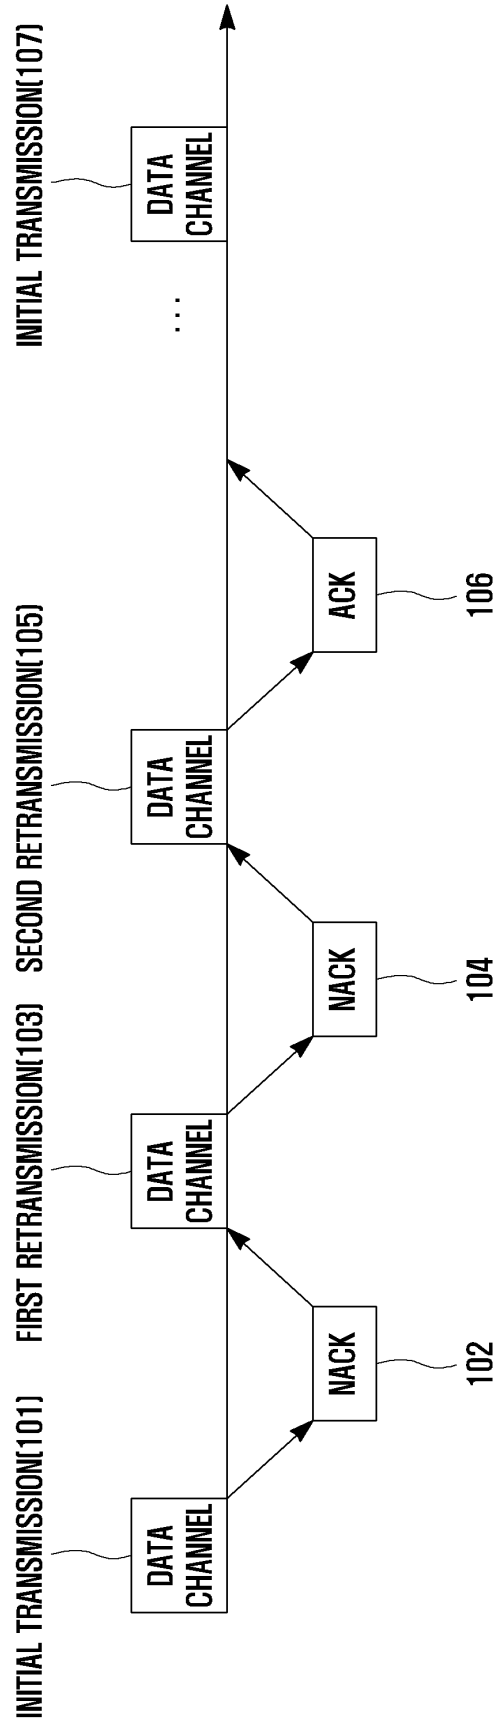 INITIAL TRANSMISSION(101)
FIRST RETRANSMISSION(103)
SECOND RETRANSMISSION(105)
INITIAL TRANSMISSION(107)
DATA
CHANNEL
DATA
CHANNEL
DATA
CHANNEL
...
DATA
CHANNEL
NACK
NACK
ACK
102
104
106